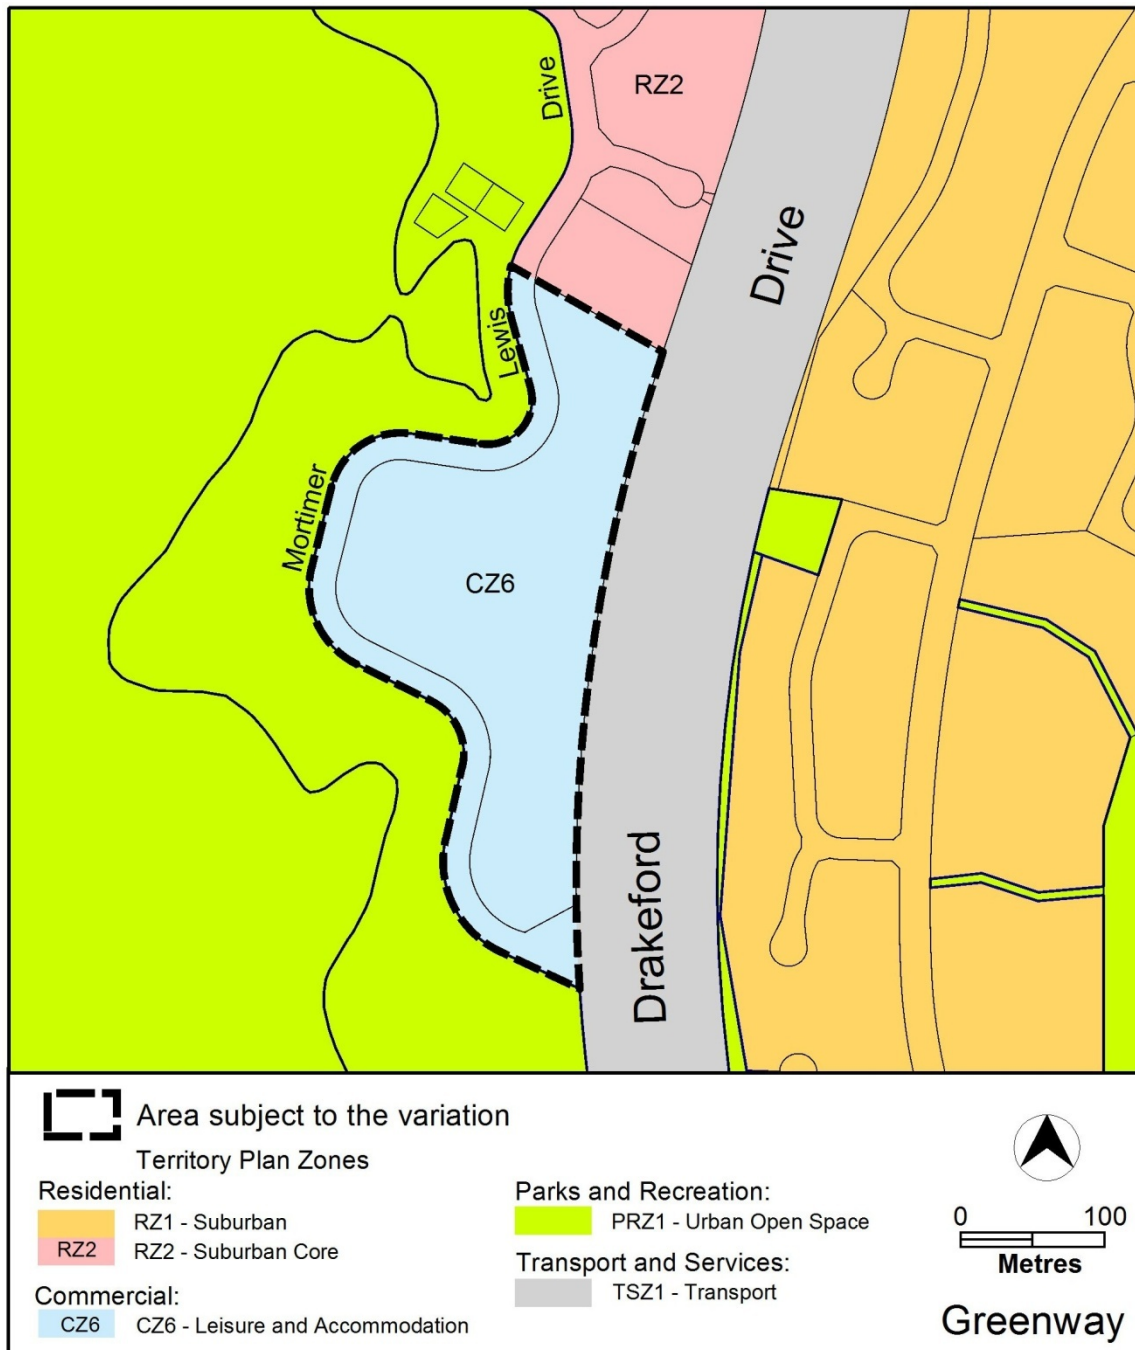 RZ2
Drive
Drive
Lewis
Mortimer
CZ6
Drakeford
Area subject to the variation
Territory Plan Zones
Residential:
RZ1 - Suburban
RZ2 RZ2 - Suburban Core
Commercial:
CZ6 CZ6 - Leisure and Accommodation
Parks and Recreation:
PRZ1 - Urban Open Space
Transport and Services:
TSZ1 - Transport
0 100
Metres
Greenway